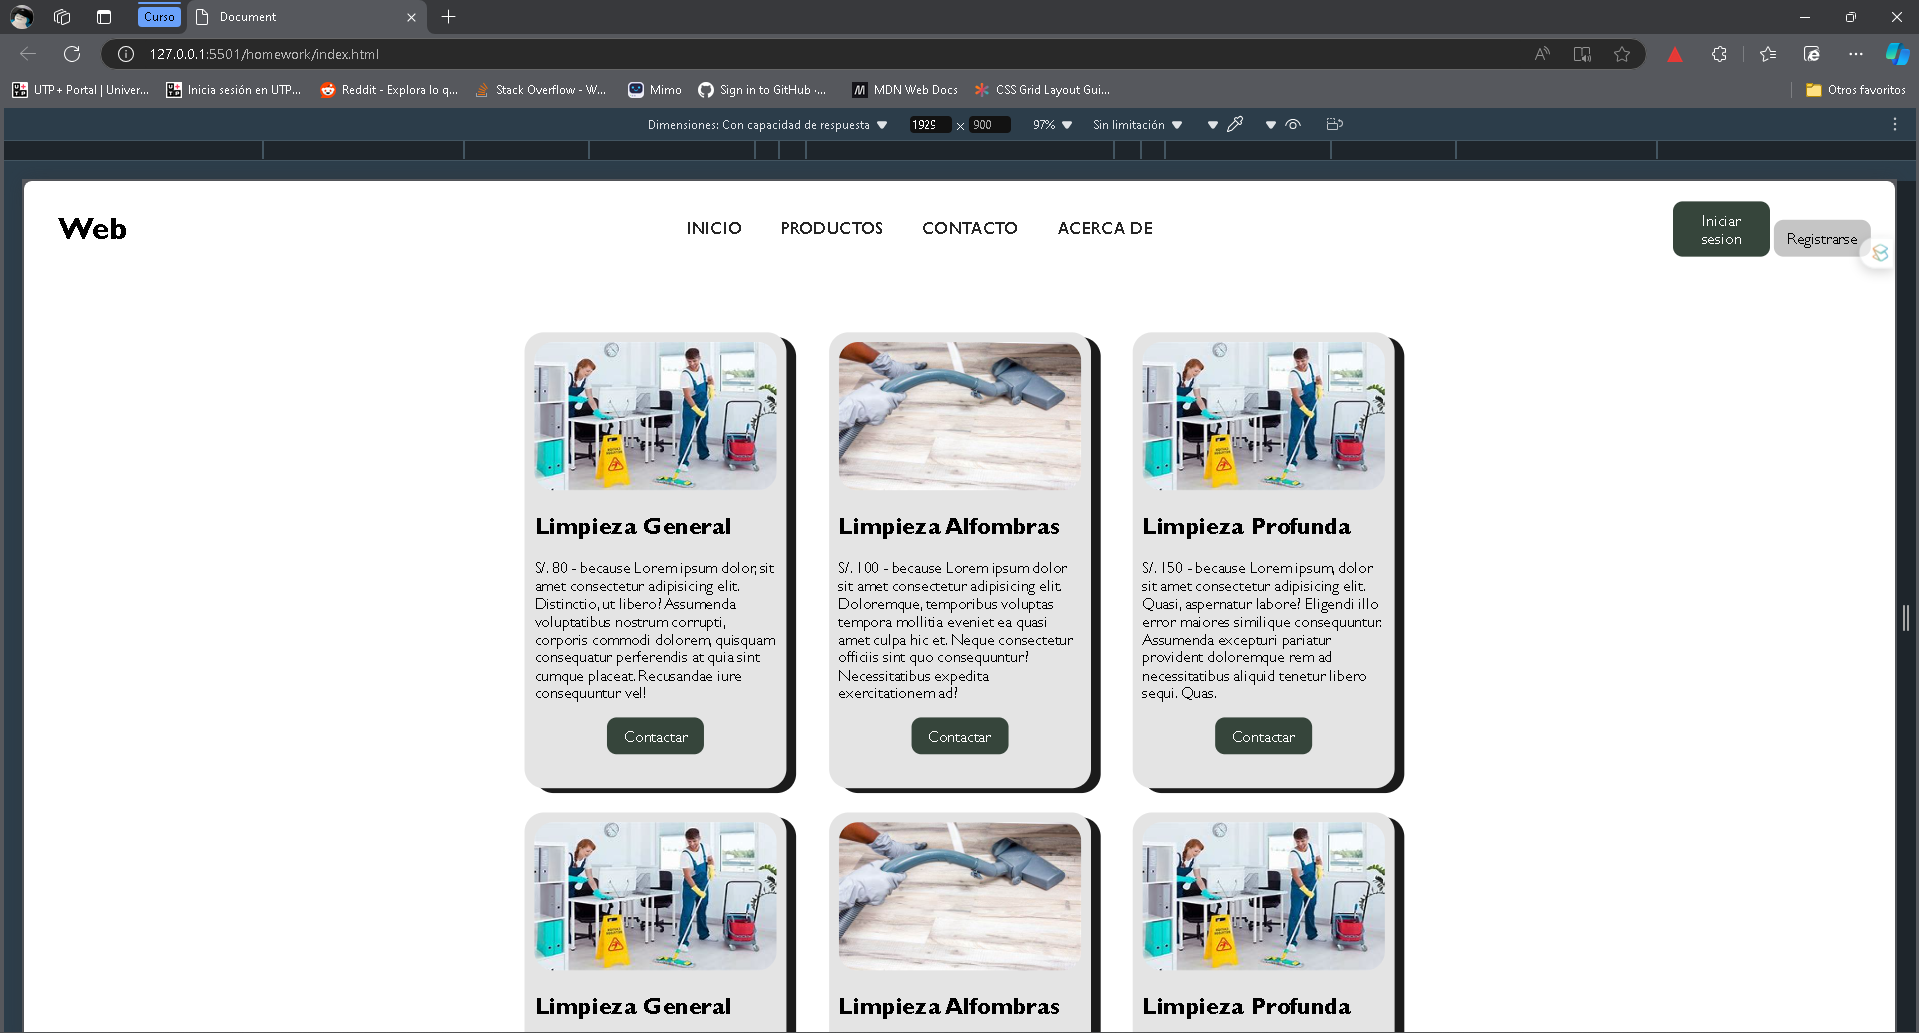 Curso
Document
127.0.0.1:5501/homework/index.html
UTP+ Portal | Univer...
Inicia sesión en UTP...
Reddit - Explora lo q...
Stack Overflow - W...
Mimo
Sign in to GitHub ·...
MDN Web Docs
CSS Grid Layout Gui...
Otros favoritos
Dimensiones: Con capacidad de respuesta
1929 × 900
97%
Sin limitación
Web
INICIO
PRODUCTOS
CONTACTO
ACERCA DE
Iniciar
sesion
Registrarse
Limpieza General
S/. 80 - because Lorem ipsum dolor, sit
amet consectetur adipisicing elit.
Distinctio, ut libero? Assumenda
voluptatibus nostrum corrupti,
corporis commodi dolorem, quisquam
consequatur perferendis at quia sint
cumque placeat. Recusandae iure
consequuntur vel!
Contactar
Limpieza Alfombras
S/. 100 - because Lorem ipsum dolor
sit amet consectetur adipisicing elit.
Doloremque, temporibus voluptas
tempora mollitia eveniet ea quasi
amet culpa hic et. Neque consectetur
officiis sint quo consequuntur?
Necessitatibus expedita
exercitationem ad?
Contactar
Limpieza Profunda
S/. 150 - because Lorem ipsum, dolor
sit amet consectetur adipisicing elit.
Quasi, aspernatur labore? Eligendi illo
error maiores similique consequuntur.
Assumenda excepturi pariatur
provident doloremque rem ad
necessitatibus aliquid tenetur libero
sequi. Quas.
Contactar
Limpieza General
Limpieza Alfombras
Limpieza Profunda